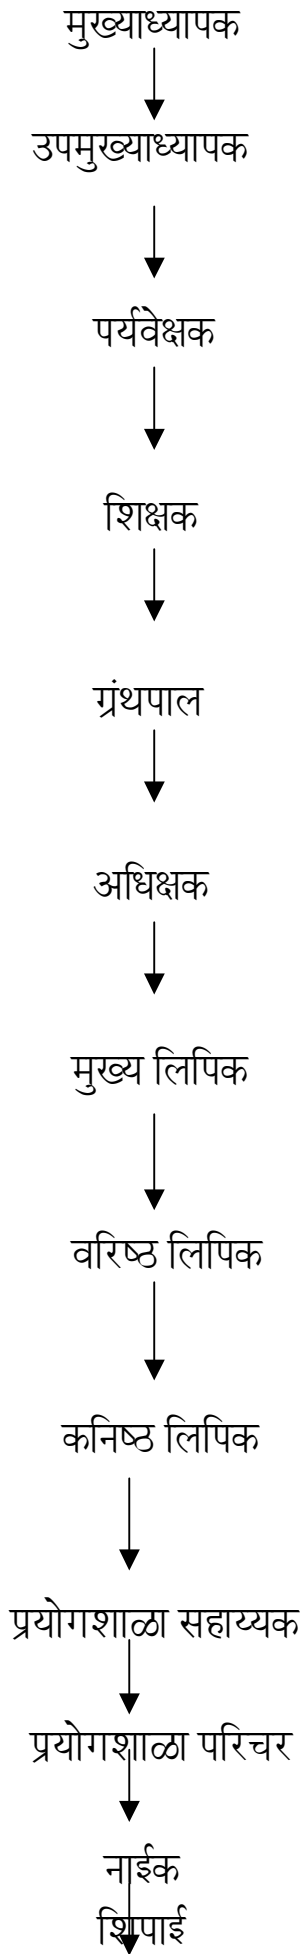 मुख्याध्यापक
उपमुख्याध्यापक
पर्यवेक्षक
शिक्षक
ग्रंथपाल
अधिक्षक
मुख्य लिपिक
वरिष्ठ लिपिक
कनिष्ठ लिपिक
प्रयोगशाळा सहाय्यक
प्रयोगशाळा परिचर
नाईक
शिपाई